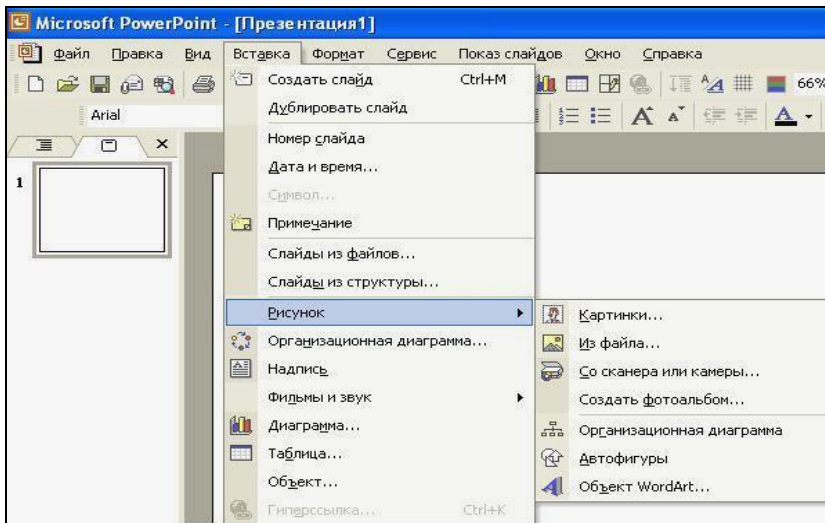 Microsoft PowerPoint - [Презентация1]
Файл Правка Вид Вставка Формат Сервис Показ слайдов Окно Справка
66%
Arial
1
Создать слайд Ctrl+M
Дублировать слайд
Номер слайда
Дата и время...
Символ...
Примечание
Слайды из файлов...
Слайды из структуры...
Рисунок
Организационная диаграмма...
Надпись
Фильмы и звук
Диаграмма...
Таблица...
Объект...
Гиперссылка... Ctrl+K
Картинки...
Из файла...
Со сканера или камеры...
Создать фотоальбом...
Организационная диаграмма
Автофигуры
Объект WordArt...